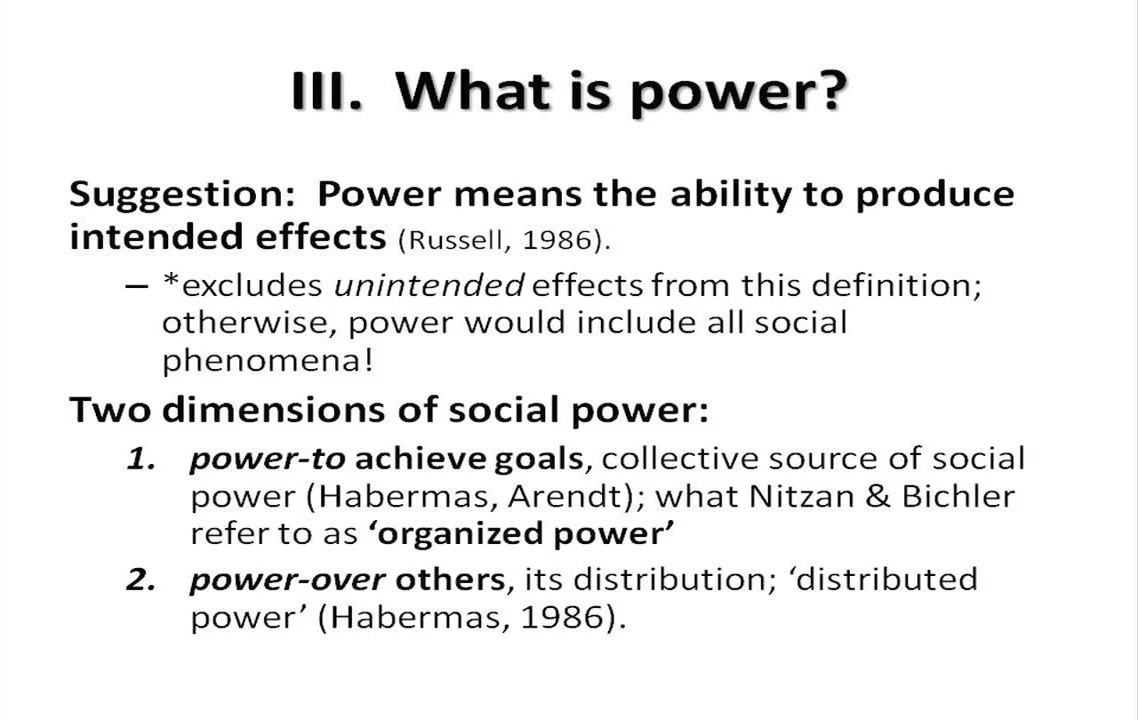 III. What is power?
Suggestion: Power means the ability to produce
intended effects (Russell, 1986).
– *excludes unintended effects from this definition;
otherwise, power would include all social
phenomena!
Two dimensions of social power:
1. power-to achieve goals, collective source of social
power (Habermas, Arendt); what Nitzan & Bichler
refer to as ‘organized power’
2. power-over others, its distribution; ‘distributed
power’ (Habermas, 1986).